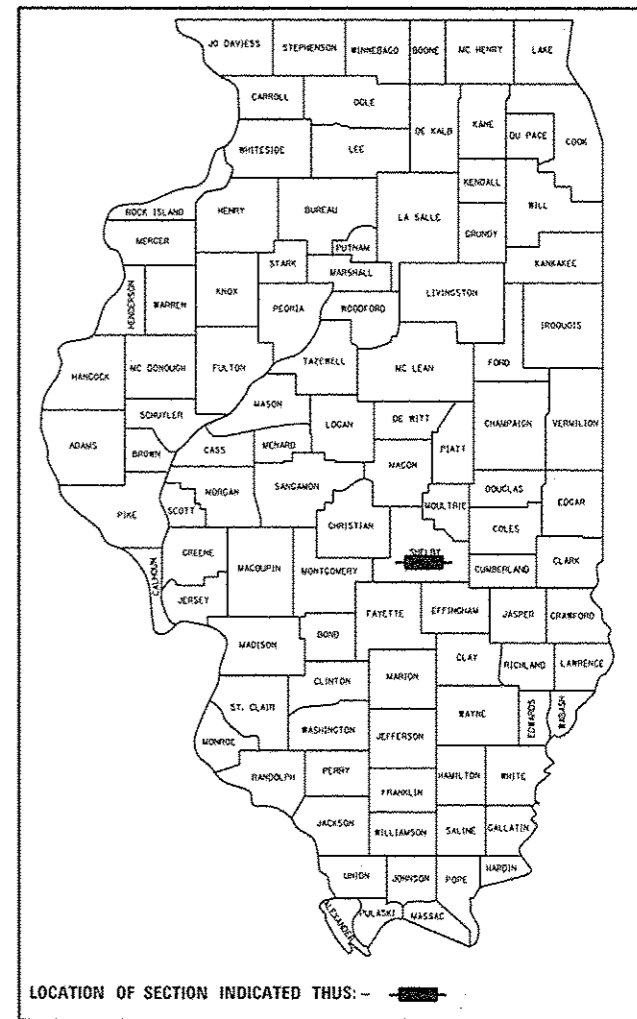 JO DAVIESS STEPHENSON WINNEBAGO BOONE MC HENRY LAKE
CARROLL OGLE DE KALB KANE DU PAGE COOK
WHITESIDE LEE KENDALL WILL
ROCK ISLAND HENRY BUREAU LA SALLE GRUNDY
MERCER PUTNAM KANKAKEE
HENDERSON WARREN KNOX STARK MARSHALL LIVINGSTON
PEORIA WOODFORD IROQUOIS
HANCOCK MC DONOUGH FULTON TAZEWELL MC LEAN FORD
SCHUYLER MASON LOGAN DE WITT CHAMPAIGN VERMILION
ADAMS BROWN CASS MENARD MACON PIATT
PIKE SCOTT MORGAN SANGAMON MOULTRIE DOUGLAS EDGAR
CHRISTIAN COLES
CALHOUN GREENE MACOUPIN MONTGOMERY SHELBY CUMBERLAND CLARK
JERSEY FAYETTE EFFINGHAM JASPER CRAWFORD
MADISON BOND CLAY RICHLAND LAWRENCE
CLINTON MARION
ST. CLAIR WAYNE EDWARDS WABASH
MONROE WASHINGTON JEFFERSON
RANDOLPH PERRY HAMILTON WHITE
FRANKLIN
JACKSON WILLIAMSON SALINE GALLATIN
UNION JOHNSON POPE HARDIN
ALEXANDER PULASKI MASSAC
LOCATION OF SECTION INDICATED THUS: -